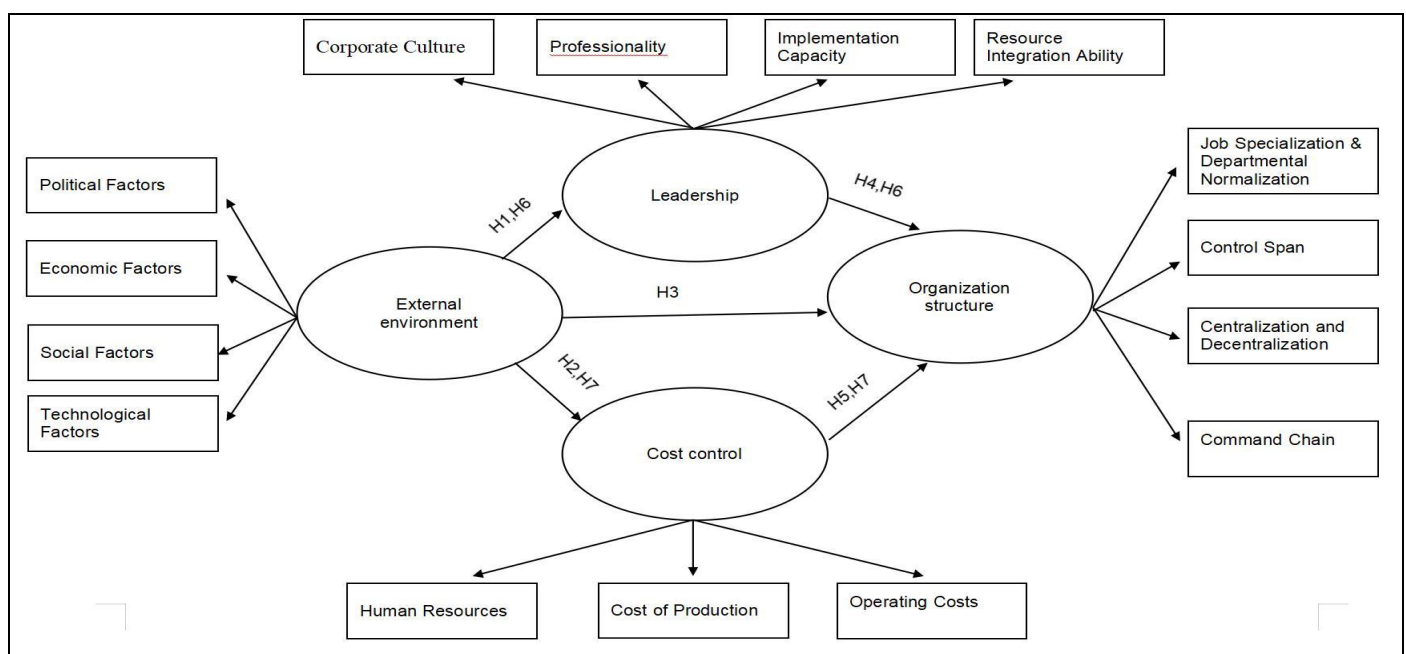 Corporate Culture
Professionality
Implementation
Capacity
Resource
Integration Ability
Political Factors
Economic Factors
Social Factors
Technological
Factors
External
environment
H1,H6
Leadership
H4,H6
H3
H2,H7
Cost control
H5,H7
Organization
structure
Job Specialization &
Departmental
Normalization
Control Span
Centralization and
Decentralization
Command Chain
Human Resources
Cost of Production
Operating Costs